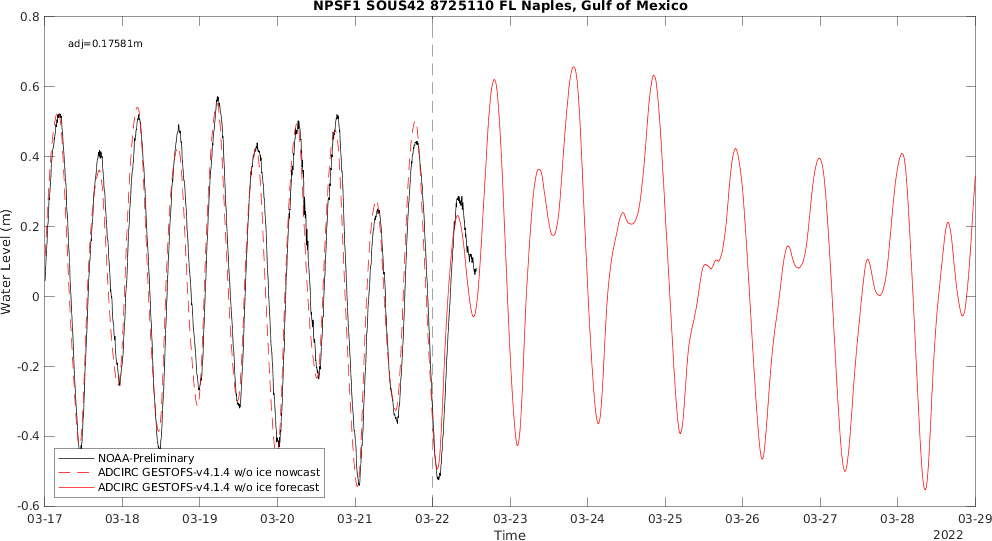 NPSF1 SOUS42 8725110 FL Naples, Gulf of Mexico
adj=0.17581m
0.8
0.6
0.4
0.2
0
-0.2
-0.4
-0.6
Water Level (m)
NOAA-Preliminary
ADCIRC GESTOFS-v4.1.4 w/o ice nowcast
ADCIRC GESTOFS-v4.1.4 w/o ice forecast
03-17 03-18 03-19 03-20 03-21 03-22 03-23 03-24 03-25 03-26 03-27 03-28 03-29
Time
2022